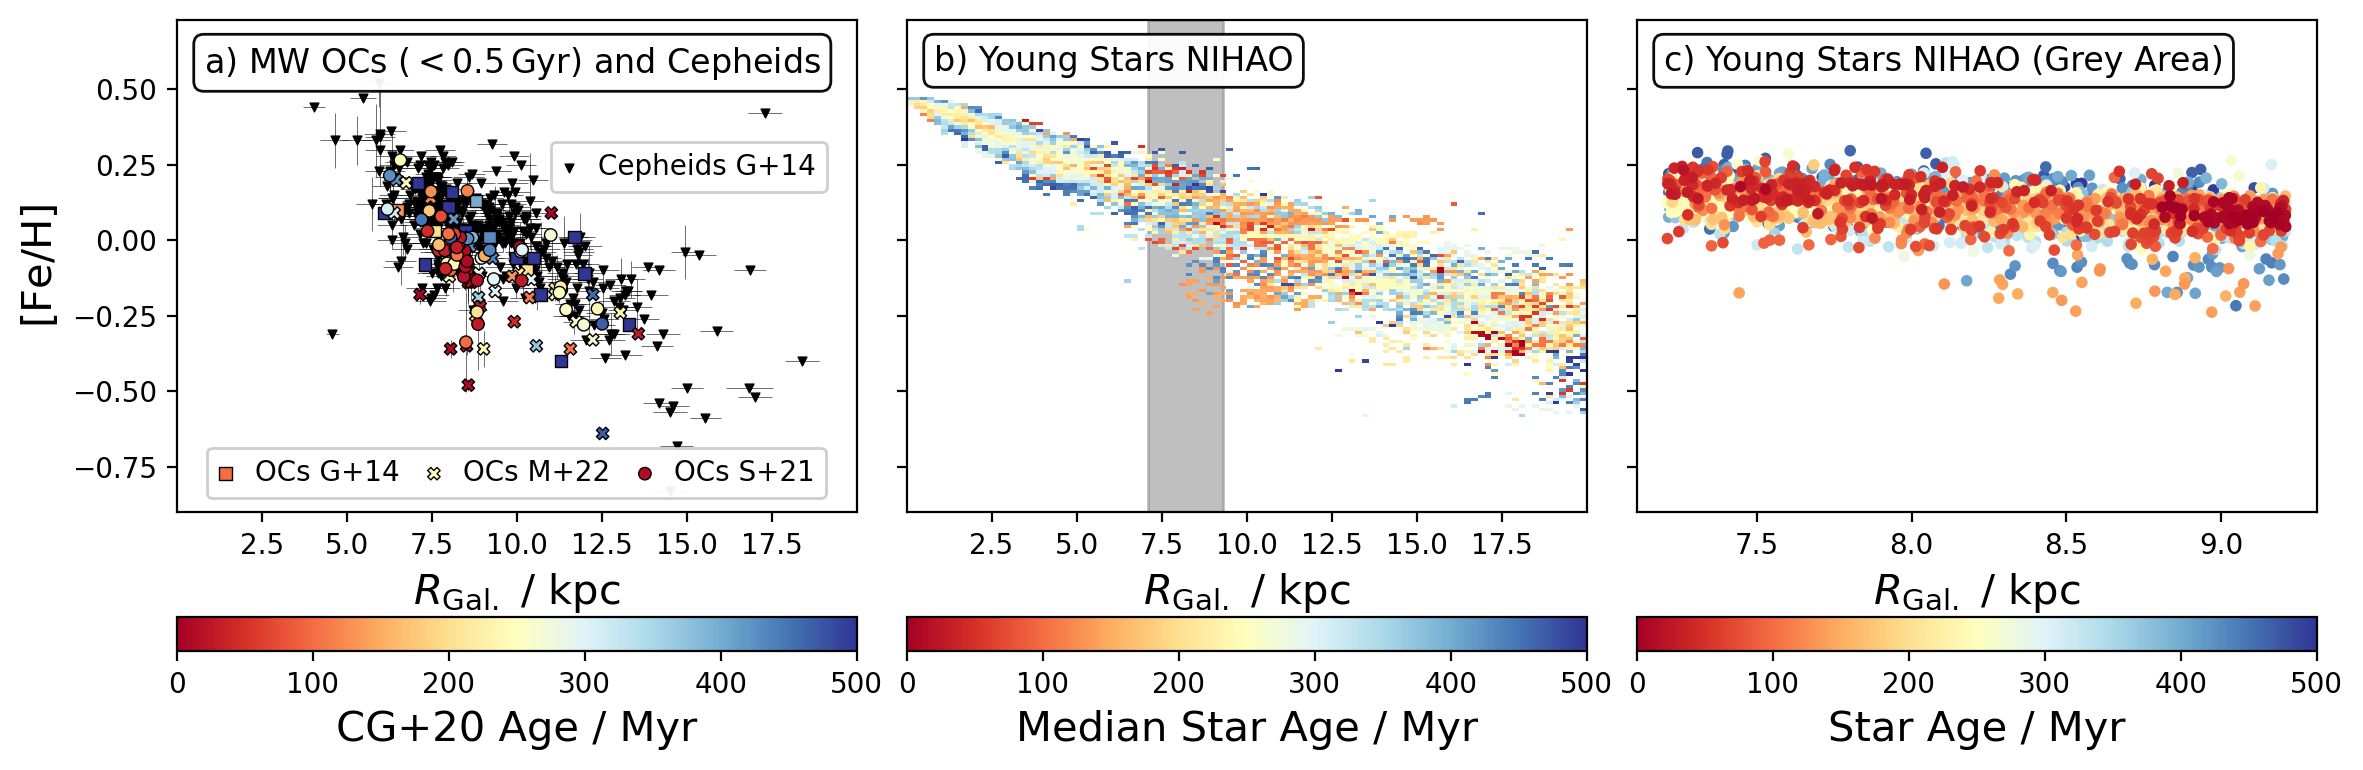 a) MW OCs (< 0.5 Gyr) and Cepheids
Cepheids G+14
OCs G+14 OCs M+22 OCs S+21
[Fe/H]
0.50
0.25
0.00
−0.25
−0.50
−0.75
2.5 5.0 7.5 10.0 12.5 15.0 17.5
R_Gal. / kpc
0 100 200 300 400 500
CG+20 Age / Myr
b) Young Stars NIHAO
2.5 5.0 7.5 10.0 12.5 15.0 17.5
R_Gal. / kpc
0 100 200 300 400 500
Median Star Age / Myr
c) Young Stars NIHAO (Grey Area)
7.5 8.0 8.5 9.0
R_Gal. / kpc
0 100 200 300 400 500
Star Age / Myr